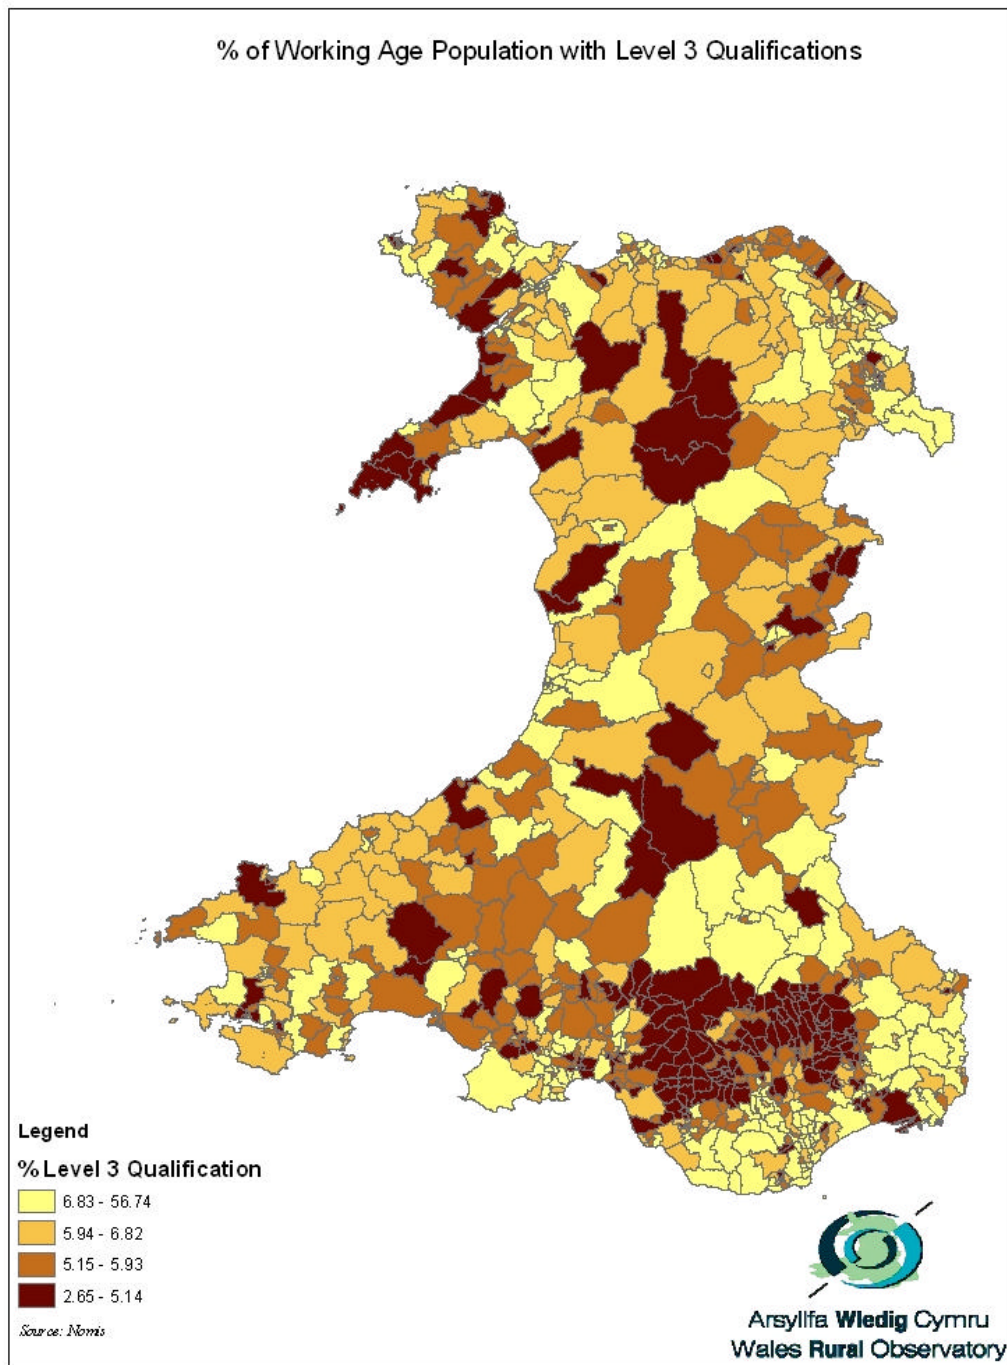 % of Working Age Population with Level 3 Qualifications
Legend
% Level 3 Qualification
6.83 - 56.74
5.94 - 6.82
5.15 - 5.93
2.65 - 5.14
Source: Nomis
Arsyllfa Wledig Cymru
Wales Rural Observatory